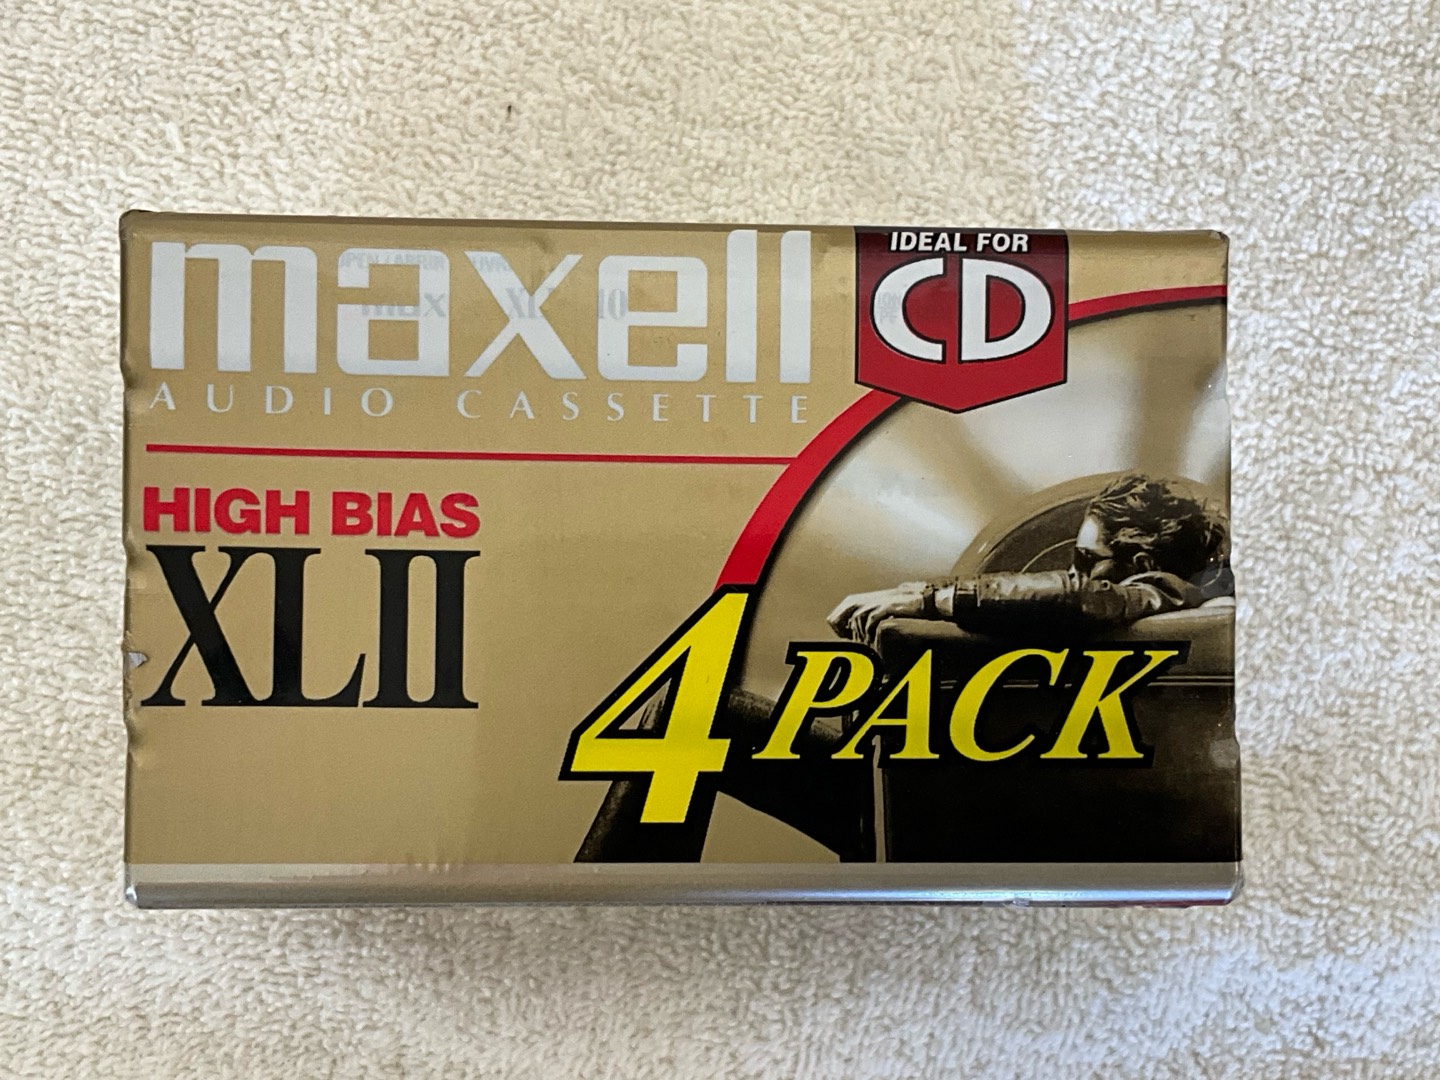 maxell
AUDIO CASSETTE
IDEAL FOR
CD
HIGH BIAS
XLII
4 PACK